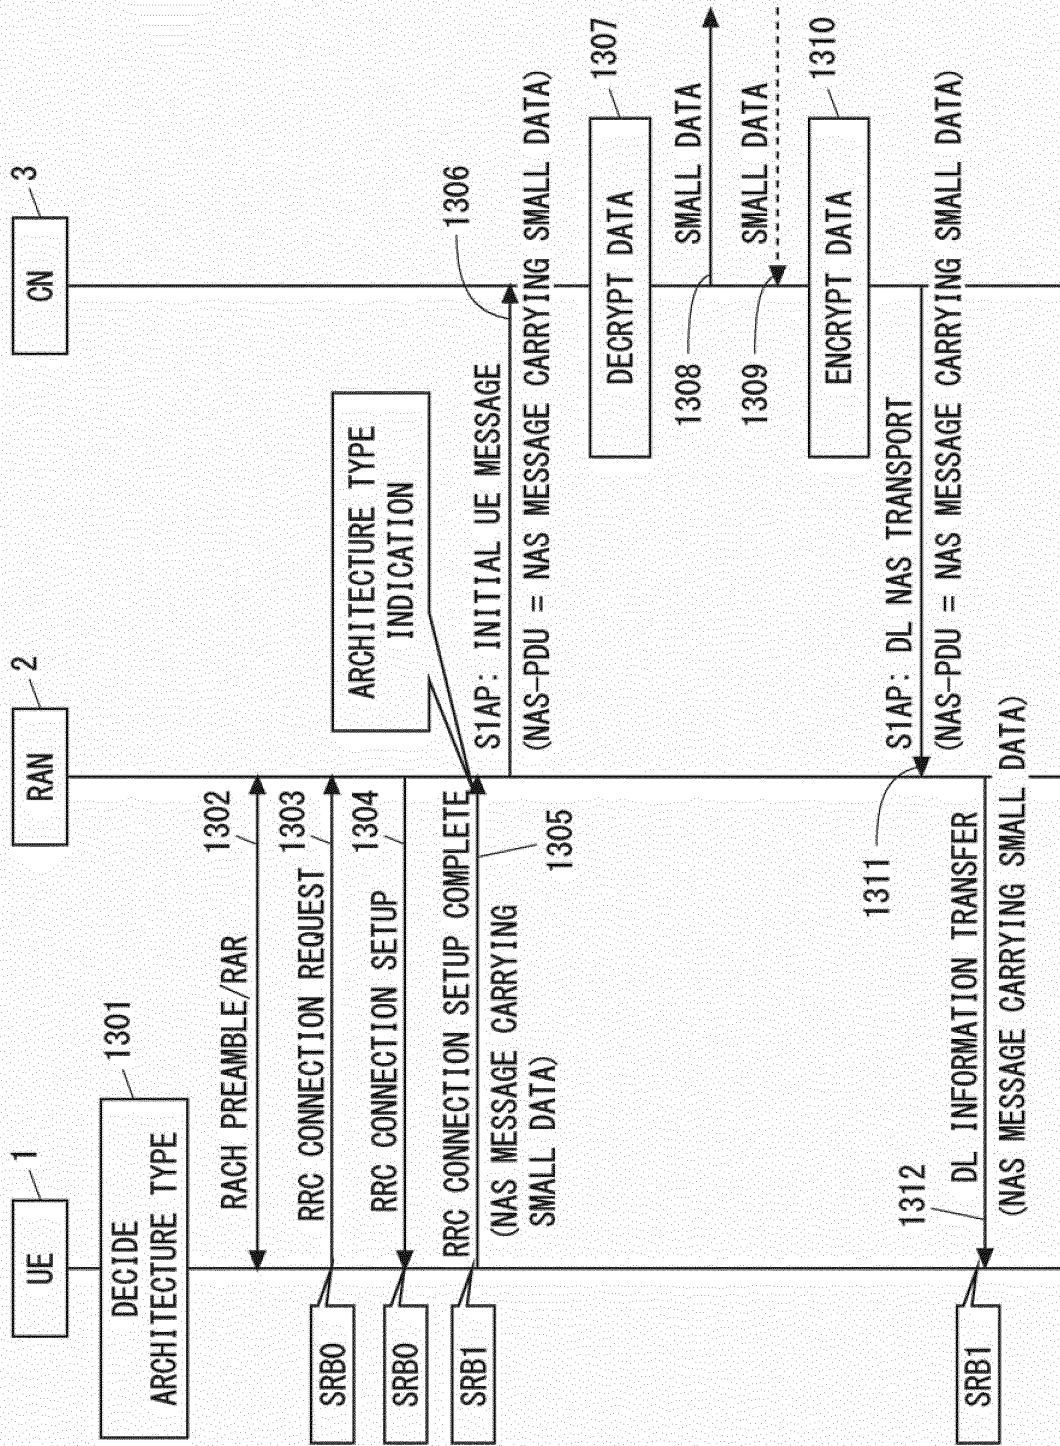 UE
1
RAN
2
CN
3
DECIDE
ARCHITECTURE TYPE
1301
RACH PREAMBLE/RAR
1302
SRB0
RRC CONNECTION REQUEST
1303
SRB0
RRC CONNECTION SETUP
1304
ARCHITECTURE TYPE
INDICATION
SRB1
RRC CONNECTION SETUP COMPLETE
(NAS MESSAGE CARRYING
SMALL DATA)
1305
S1AP: INITIAL UE MESSAGE
(NAS-PDU = NAS MESSAGE CARRYING SMALL DATA)
1306
DECRYPT DATA
1307
SMALL DATA
1308
SMALL DATA
1309
ENCRYPT DATA
1310
S1AP: DL NAS TRANSPORT
(NAS-PDU = NAS MESSAGE CARRYING SMALL DATA)
1311
SRB1
1312
DL INFORMATION TRANSFER
(NAS MESSAGE CARRYING SMALL DATA)